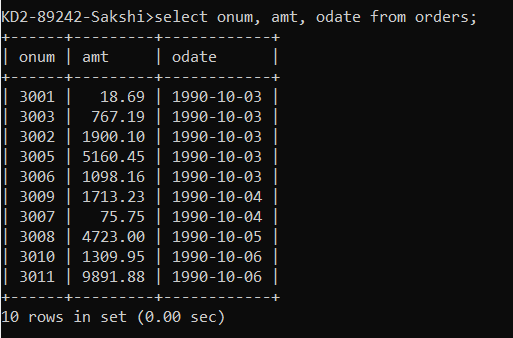 KD2-89242-Sakshi>select onum, amt, odate from orders;
+------+---------+------------+
| onum | amt     | odate      |
+------+---------+------------+
| 3001 |   18.69 | 1990-10-03 |
| 3003 |  767.19 | 1990-10-03 |
| 3002 | 1900.10 | 1990-10-03 |
| 3005 | 5160.45 | 1990-10-03 |
| 3006 | 1098.16 | 1990-10-03 |
| 3009 | 1713.23 | 1990-10-04 |
| 3007 |   75.75 | 1990-10-04 |
| 3008 | 4723.00 | 1990-10-05 |
| 3010 | 1309.95 | 1990-10-06 |
| 3011 | 9891.88 | 1990-10-06 |
+------+---------+------------+
10 rows in set (0.00 sec)